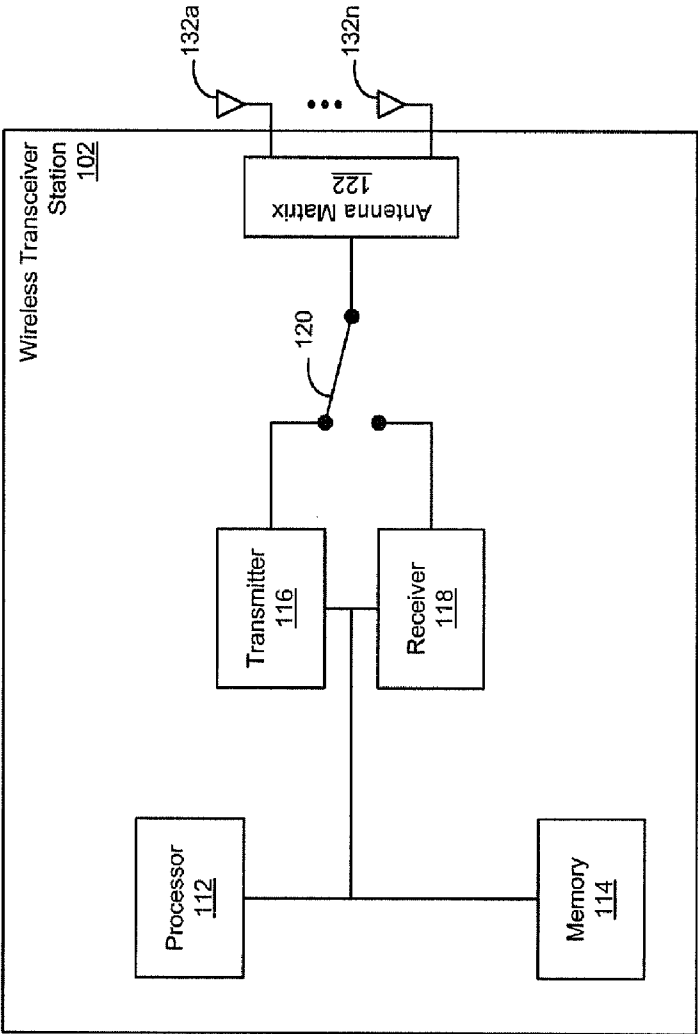 Wireless Transceiver
Station
102
132a
132n
Antenna Matrix
122
120
Transmitter
116
Receiver
118
Processor
112
Memory
114